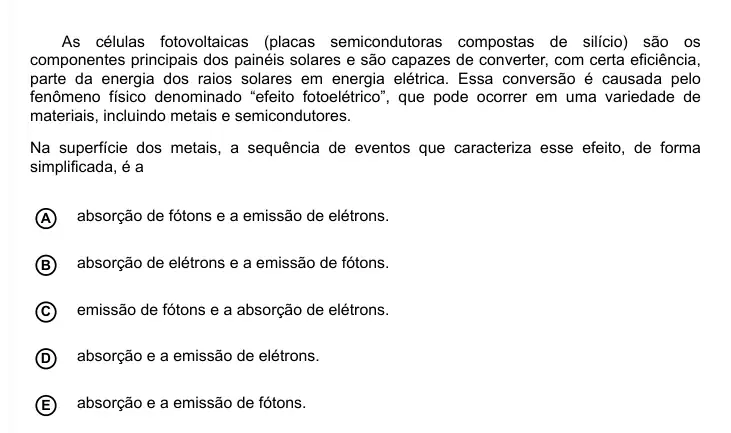 As células fotovoltaicas (placas semicondutoras compostas de silício) são os
componentes principais dos painéis solares e são capazes de converter, com certa eficiência,
parte da energia dos raios solares em energia elétrica. Essa conversão é causada pelo
fenômeno físico denominado “efeito fotoelétrico”, que pode ocorrer em uma variedade de
materiais, incluindo metais e semicondutores.
Na superfície dos metais, a sequência de eventos que caracteriza esse efeito, de forma
simplificada, é a
A absorção de fótons e a emissão de elétrons.
B absorção de elétrons e a emissão de fótons.
C emissão de fótons e a absorção de elétrons.
D absorção e a emissão de elétrons.
E absorção e a emissão de fótons.